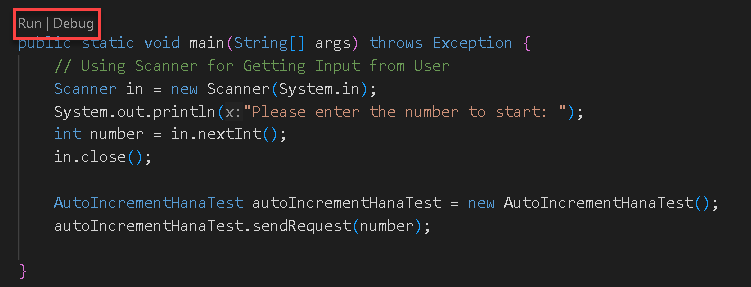 Run | Debug
public static void main(String[] args) throws Exception {
// Using Scanner for Getting Input from User
Scanner in = new Scanner(System.in);
System.out.println(x:"Please enter the number to start: ");
int number = in.nextInt();
in.close();
AutoIncrementHanaTest autoIncrementHanaTest = new AutoIncrementHanaTest();
autoIncrementHanaTest.sendRequest(number);
}